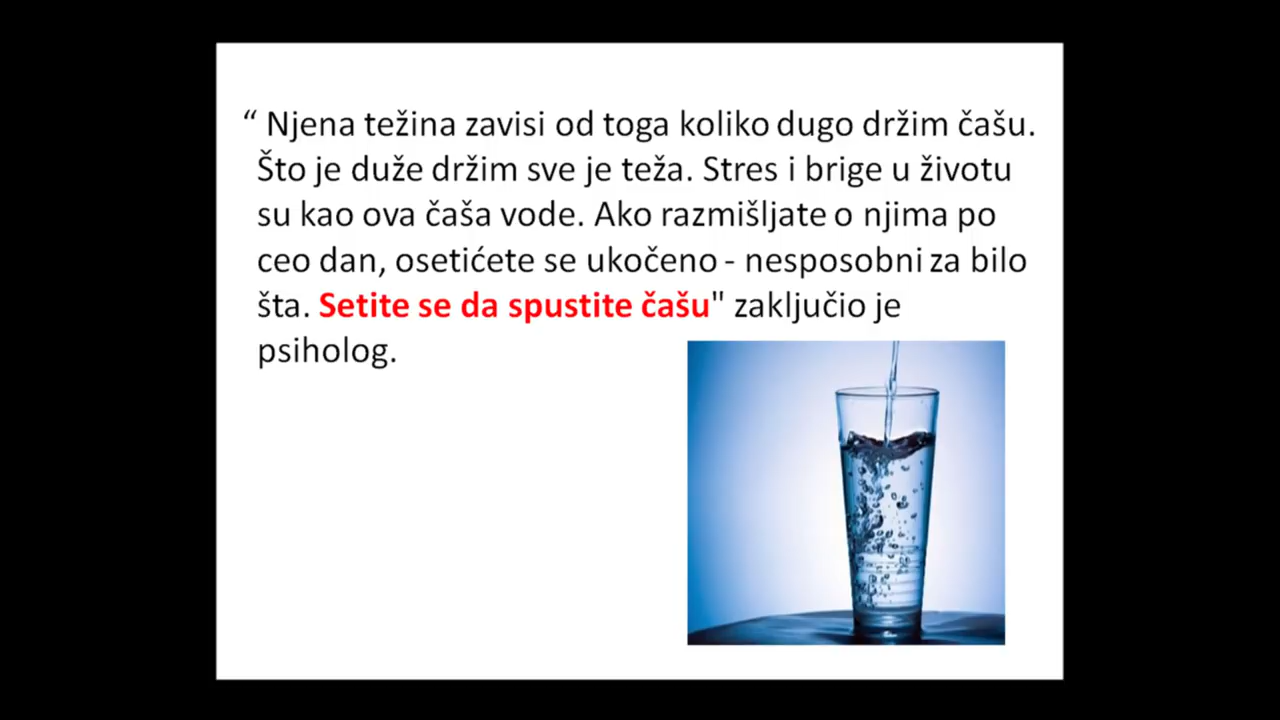 “ Njena težina zavisi od toga koliko dugo držim čašu.
Što je duže držim sve je teža. Stres i brige u životu
su kao ova čaša vode. Ako razmišljate o njima po
ceo dan, osetićete se ukočeno - nesposobni za bilo
šta. Setite se da spustite čašu" zaključio je
psiholog.